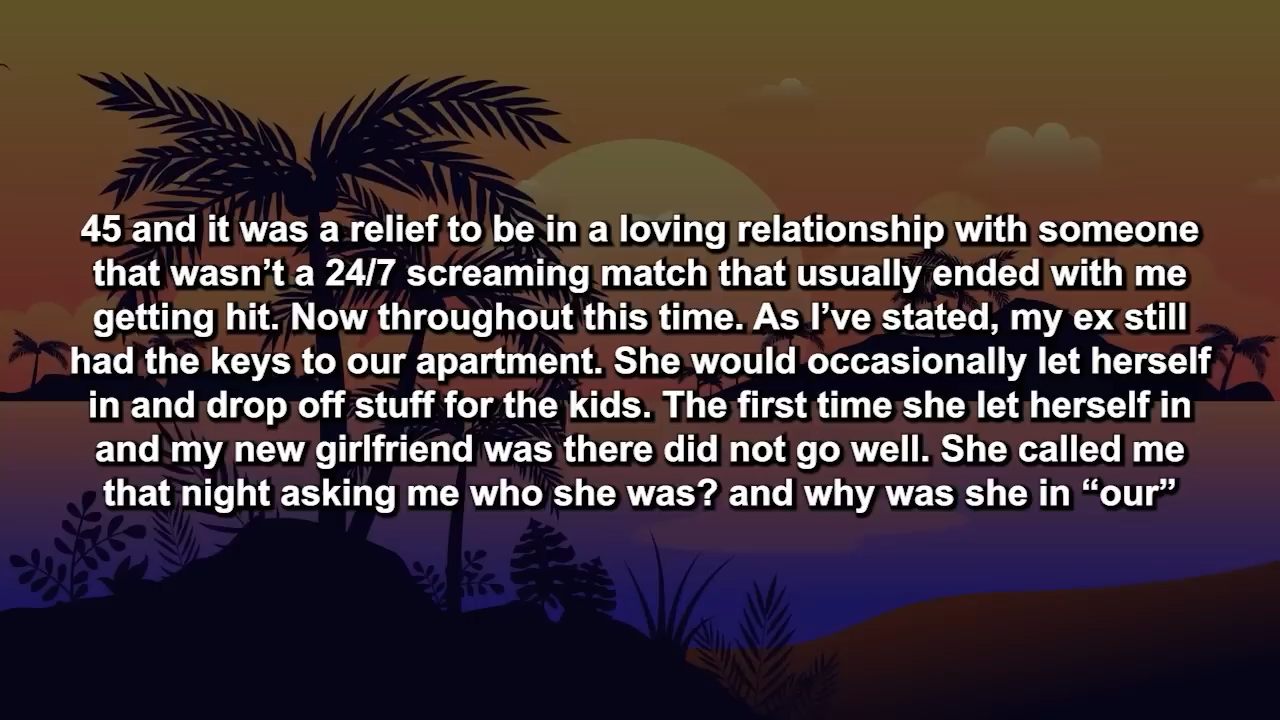 45 and it was a relief to be in a loving relationship with someone
that wasn’t a 24/7 screaming match that usually ended with me
getting hit. Now throughout this time. As I’ve stated, my ex still
had the keys to our apartment. She would occasionally let herself
in and drop off stuff for the kids. The first time she let herself in
and my new girlfriend was there did not go well. She called me
that night asking me who she was? and why was she in “our”